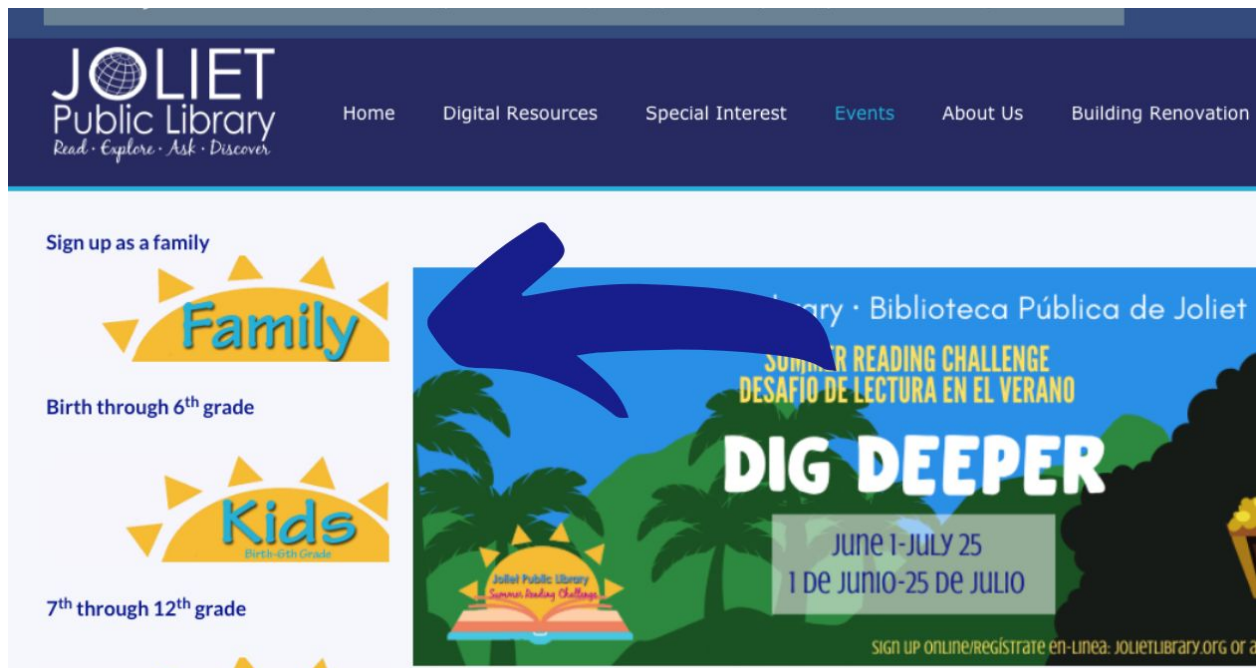 JOLIET
Public Library
Read · Explore · Ask · Discover
Home
Digital Resources
Special Interest
Events
About Us
Building Renovation
Sign up as a family
Family
Birth through 6th grade
Kids
Birth-6th Grade
7th through 12th grade
· Biblioteca Pública de Joliet
SUMMER READING CHALLENGE
DESAFÍO DE LECTURA EN EL VERANO
DIG DEEPER
June 1-July 25
1 de junio-25 de julio
Joliet Public Library
Summer Reading Challenge
Sign up online/Regístrate en-linea: jolietlibrary.org or